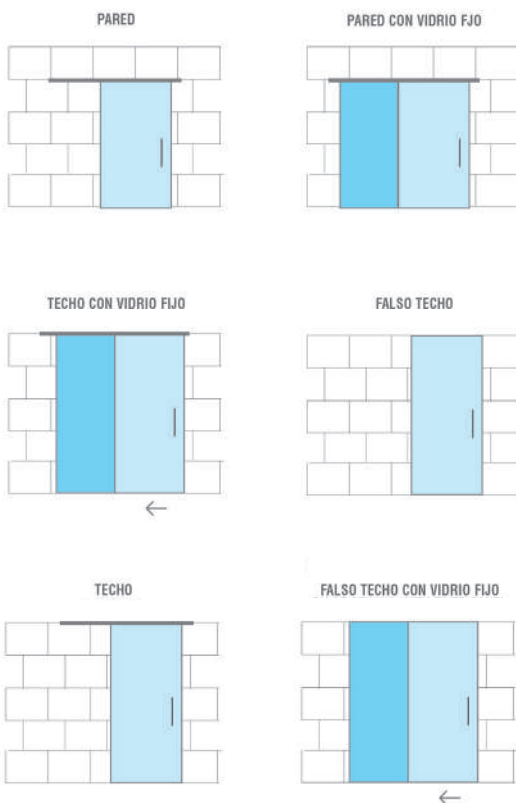 PARED
PARED CON VIDRIO FJO
TECHO CON VIDRIO FIJO
FALSO TECHO
TECHO
FALSO TECHO CON VIDRIO FIJO